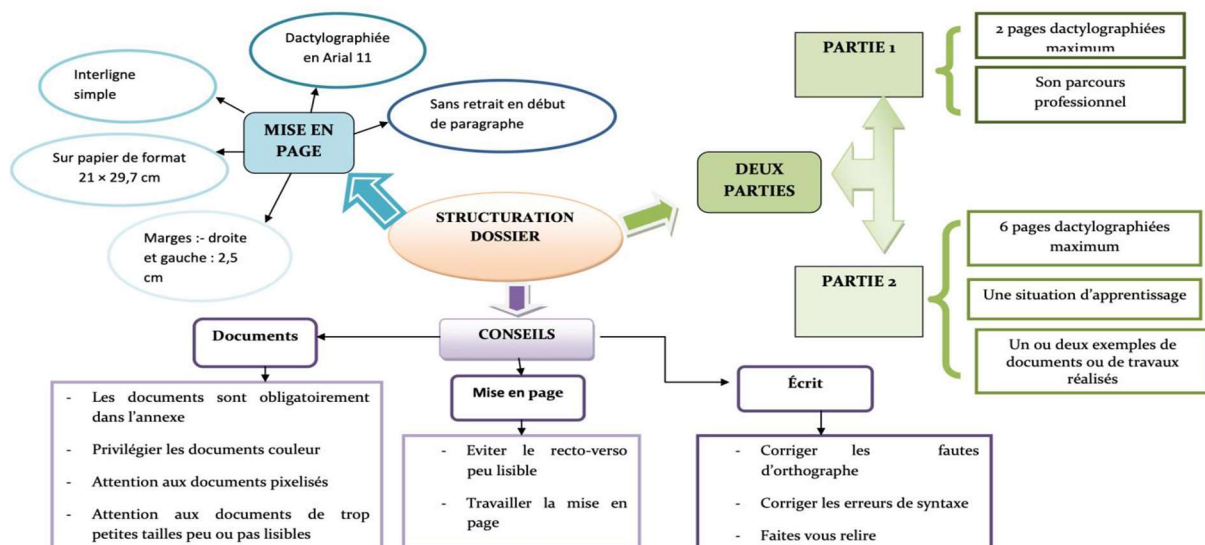 Dactylographiée
en Arial 11
Interligne
simple
Sans retrait en début
de paragraphe
MISE EN
PAGE
Sur papier de format
21 × 29,7 cm
Marges :- droite
et gauche : 2,5
cm
STRUCTURATION
DOSSIER
DEUX
PARTIES
PARTIE 1
2 pages dactylographiées
maximum
Son parcours
professionnel
PARTIE 2
6 pages dactylographiées
maximum
Une situation d’apprentissage
Un ou deux exemples de
documents ou de travaux
réalisés
CONSEILS
Documents
- Les documents sont obligatoirement
dans l’annexe
- Privilégier les documents couleur
- Attention aux documents pixelisés
- Attention aux documents de trop
petites tailles peu ou pas lisibles
Mise en page
- Eviter le recto-verso
peu lisible
- Travailler la mise en
page
Écrit
- Corriger les fautes
d’orthographe
- Corriger les erreurs de syntaxe
- Faites vous relire